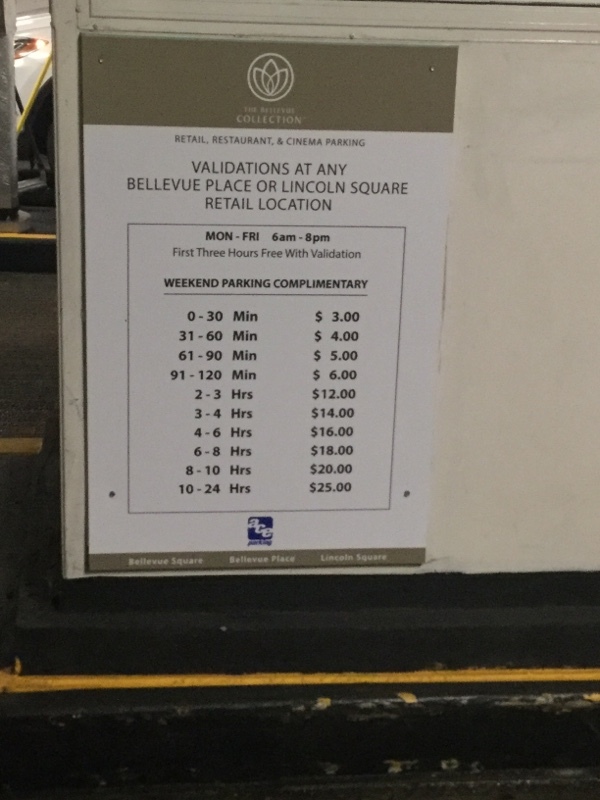 THE BELLEVUE
COLLECTION
RETAIL, RESTAURANT, & CINEMA PARKING
VALIDATIONS AT ANY
BELLEVUE PLACE OR LINCOLN SQUARE
RETAIL LOCATION
MON - FRI 6am - 8pm
First Three Hours Free With Validation
WEEKEND PARKING COMPLIMENTARY
0 - 30 Min $ 3.00
31 - 60 Min $ 4.00
61 - 90 Min $ 5.00
91 - 120 Min $ 6.00
2 - 3 Hrs $12.00
3 - 4 Hrs $14.00
4 - 6 Hrs $16.00
6 - 8 Hrs $18.00
8 - 10 Hrs $20.00
10 - 24 Hrs $25.00
ace
parking
Bellevue Square Bellevue Place Lincoln Square